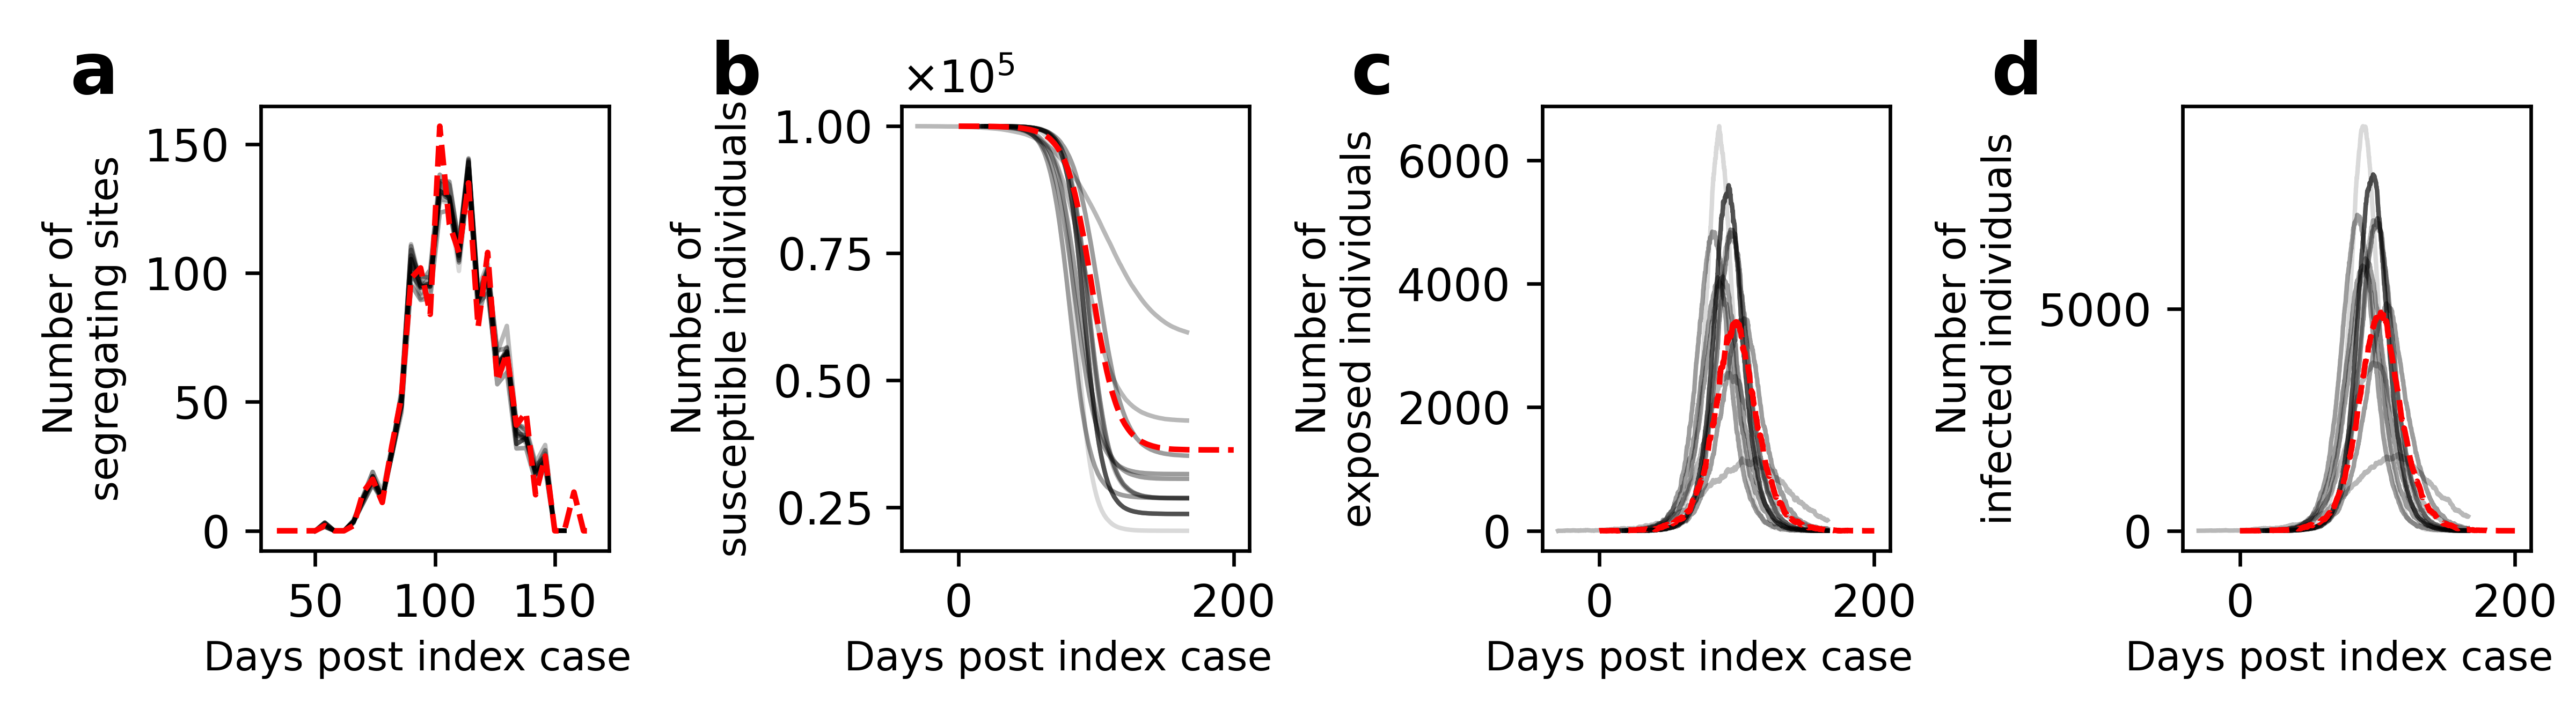 a
Number of
segregating sites
150
100
50
0
50 100 150
Days post index case
b
×10⁵
Number of
susceptible individuals
1.00
0.75
0.50
0.25
0 200
Days post index case
c
Number of
exposed individuals
6000
4000
2000
0
0 200
Days post index case
d
Number of
infected individuals
5000
0
0 200
Days post index case